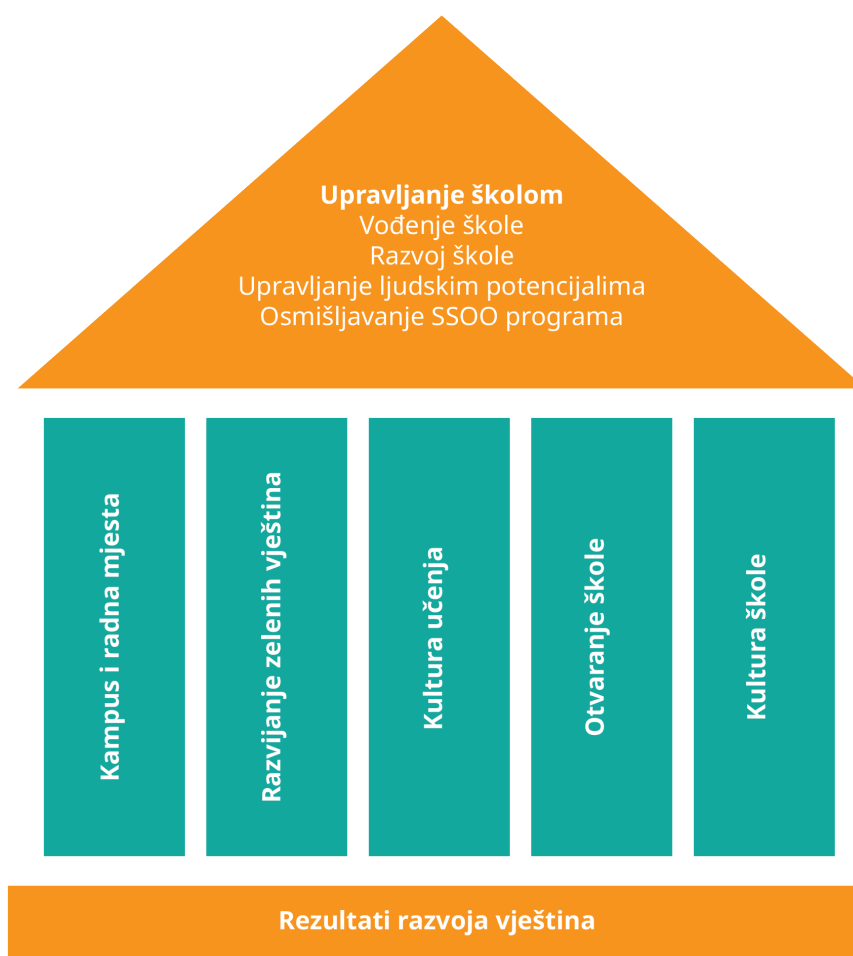 Upravljanje školom
Vođenje škole
Razvoj škole
Upravljanje ljudskim potencijalima
Osmišljavanje SSOO programa
Kampus i radna mjesta
Razvijanje zelenih vještina
Kultura učenja
Otvaranje škole
Kultura škole
Rezultati razvoja vještina